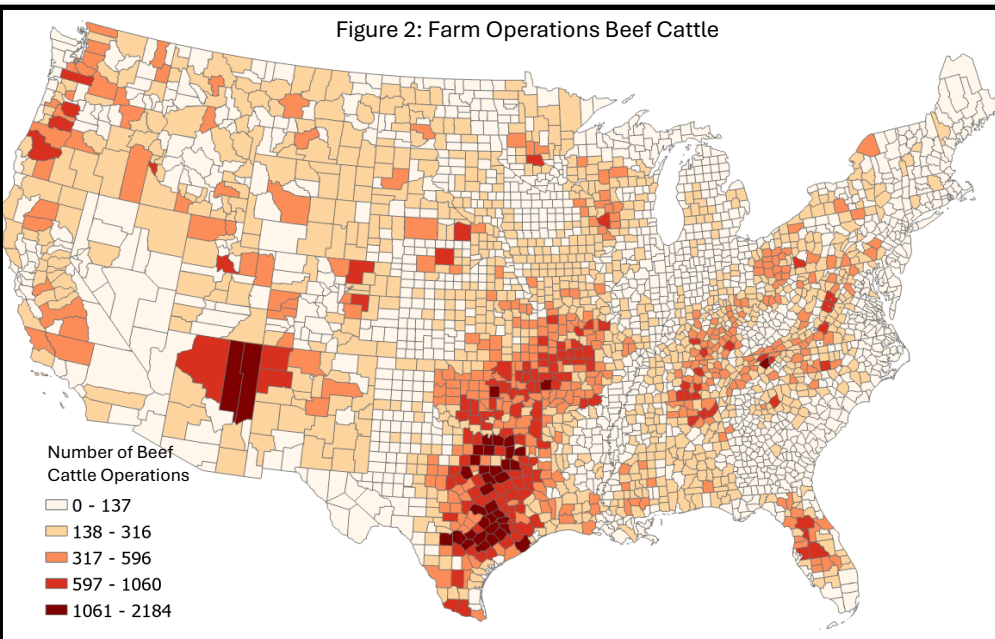 Figure 2: Farm Operations Beef Cattle
Number of Beef
Cattle Operations
0 - 137
138 - 316
317 - 596
597 - 1060
1061 - 2184